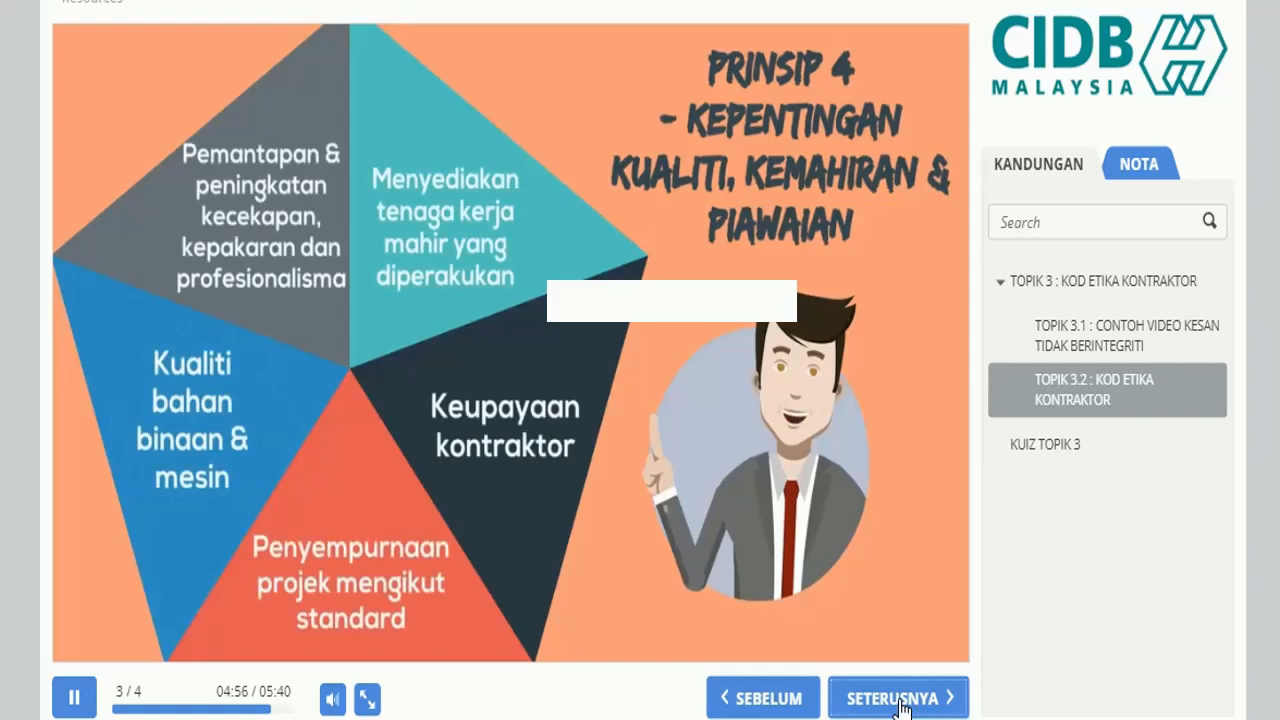 Resources
PRINSIP 4
- KEPENTINGAN
KUALITI, KEMAHIRAN &
PIAWAIAN
Pemantapan &
peningkatan
kecekapan,
kepakaran dan
profesionalisma
Menyediakan
tenaga kerja
mahir yang
diperakukan
Kualiti
bahan
binaan &
mesin
Keupayaan
kontraktor
Penyempurnaan
projek mengikut
standard
3 / 4
04:56 / 05:40
SEBELUM
SETERUSNYA
CIDB
MALAYSIA
KANDUNGAN
NOTA
Search
TOPIK 3 : KOD ETIKA KONTRAKTOR
TOPIK 3.1 : CONTOH VIDEO KESAN
TIDAK BERINTEGRITI
TOPIK 3.2 : KOD ETIKA
KONTRAKTOR
KUIZ TOPIK 3